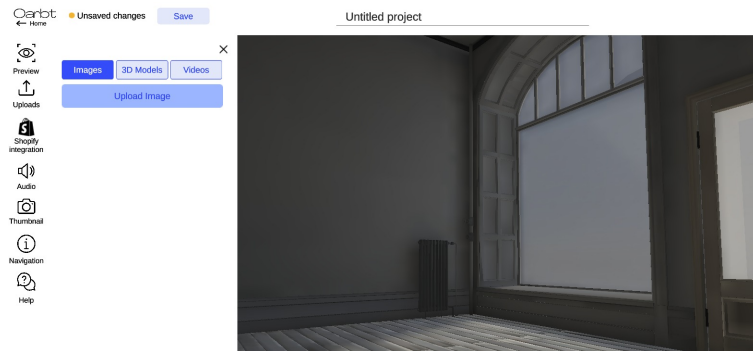 Oarbt
Home
Unsaved changes
Save
Untitled project
Preview
Uploads
Shopify
integration
Audio
Thumbnail
Navigation
Help
Images
3D Models
Videos
Upload Image